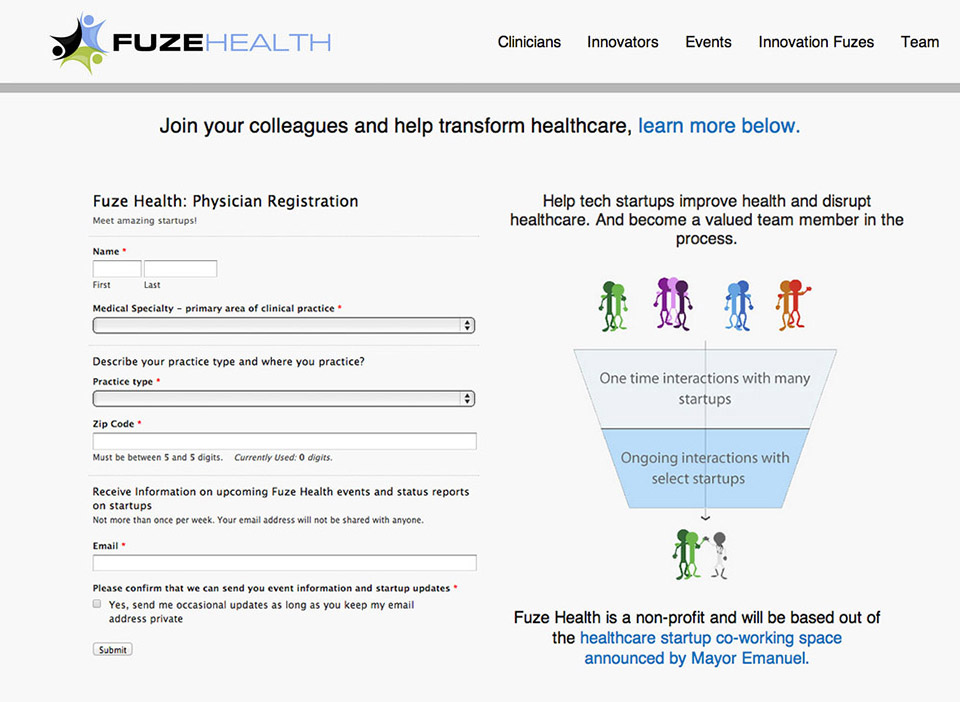 FUZEHEALTH
Clinicians Innovators Events Innovation Fuzes Team
Join your colleagues and help transform healthcare, learn more below.
Fuze Health: Physician Registration
Meet amazing startups!
Name *
First Last
Medical Specialty – primary area of clinical practice *
Describe your practice type and where you practice?
Practice type *
Zip Code *
Must be between 5 and 5 digits. Currently Used: 0 digits.
Receive Information on upcoming Fuze Health events and status reports
on startups
Not more than once per week. Your email address will not be shared with anyone.
Email *
Please confirm that we can send you event information and startup updates *
Yes, send me occasional updates as long as you keep my email
address private
Submit
Help tech startups improve health and disrupt
healthcare. And become a valued team member in the
process.
One time interactions with many
startups
Ongoing interactions with
select startups
Fuze Health is a non-profit and will be based out of
the healthcare startup co-working space
announced by Mayor Emanuel.